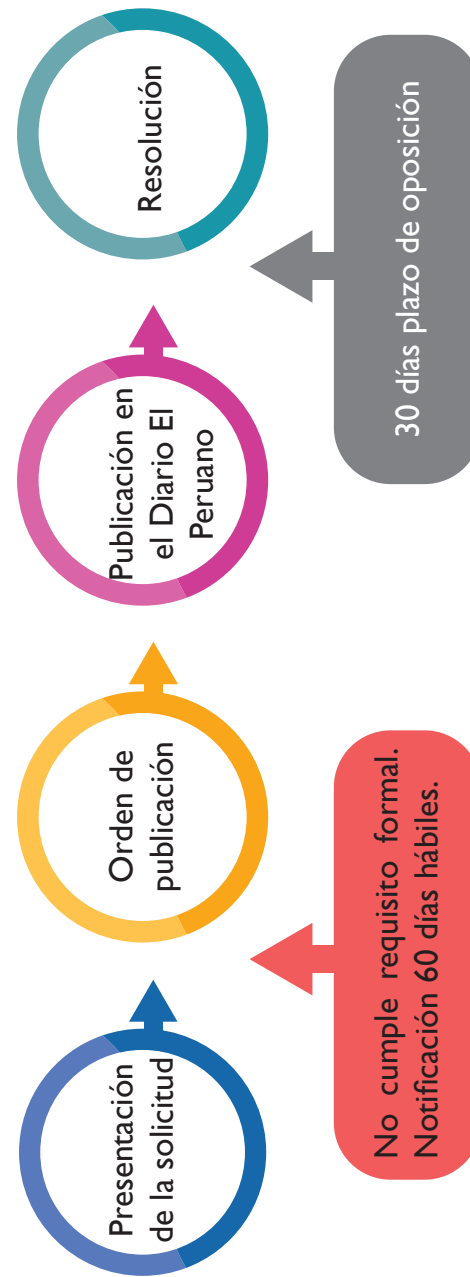 Presentación
de la solicitud
Orden de
publicación
Publicación en
el Diario El
Peruano
Resolución
No cumple requisito formal.
Notificación 60 días hábiles.
30 días plazo de oposición